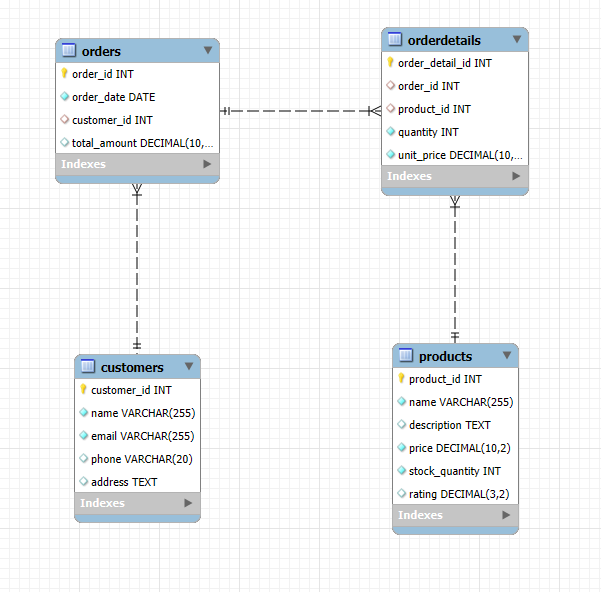 orders
order_id INT
order_date DATE
customer_id INT
total_amount DECIMAL(10,...
Indexes
orderdetails
order_detail_id INT
order_id INT
product_id INT
quantity INT
unit_price DECIMAL(10,...
Indexes
customers
customer_id INT
name VARCHAR(255)
email VARCHAR(255)
phone VARCHAR(20)
address TEXT
Indexes
products
product_id INT
name VARCHAR(255)
description TEXT
price DECIMAL(10,2)
stock_quantity INT
rating DECIMAL(3,2)
Indexes